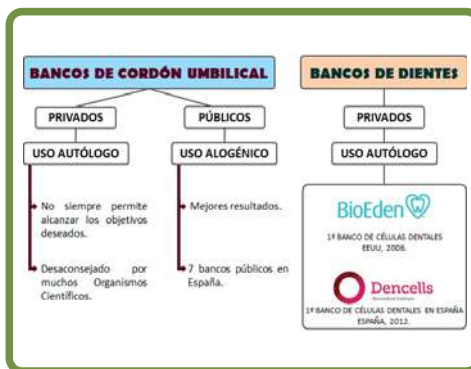 BANCOS DE CORDÓN UMBILICAL
PRIVADOS
USO AUTÓLOGO
No siempre permite
alcanzar los objetivos
deseados.
Desaconsejado por
muchos Organismos
Científicos.
PÚBLICOS
USO ALOGÉNICO
Mejores resultados.
7 bancos públicos en
España.
BANCOS DE DIENTES
PRIVADOS
USO AUTÓLOGO
BioEden
1º BANCO DE CÉLULAS DENTALES
EEUU, 2006.
Dencells
1º BANCO DE CÉLULAS DENTALES EN ESPAÑA
ESPAÑA, 2012.